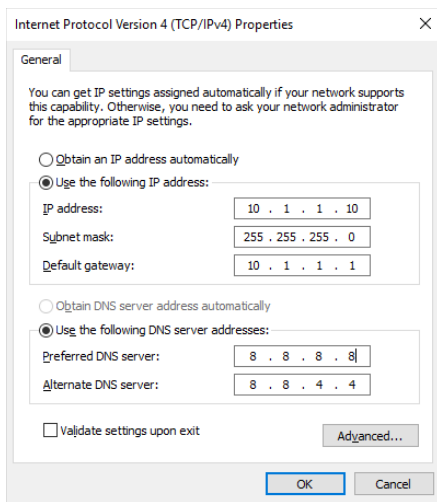 Internet Protocol Version 4 (TCP/IPv4) Properties
General
You can get IP settings assigned automatically if your network supports
this capability. Otherwise, you need to ask your network administrator
for the appropriate IP settings.
Obtain an IP address automatically
Use the following IP address:
IP address: 10 . 1 . 1 . 10
Subnet mask: 255 . 255 . 255 . 0
Default gateway: 10 . 1 . 1 . 1
Obtain DNS server address automatically
Use the following DNS server addresses:
Preferred DNS server: 8 . 8 . 8 . 8
Alternate DNS server: 8 . 8 . 4 . 4
Validate settings upon exit
Advanced...
OK Cancel